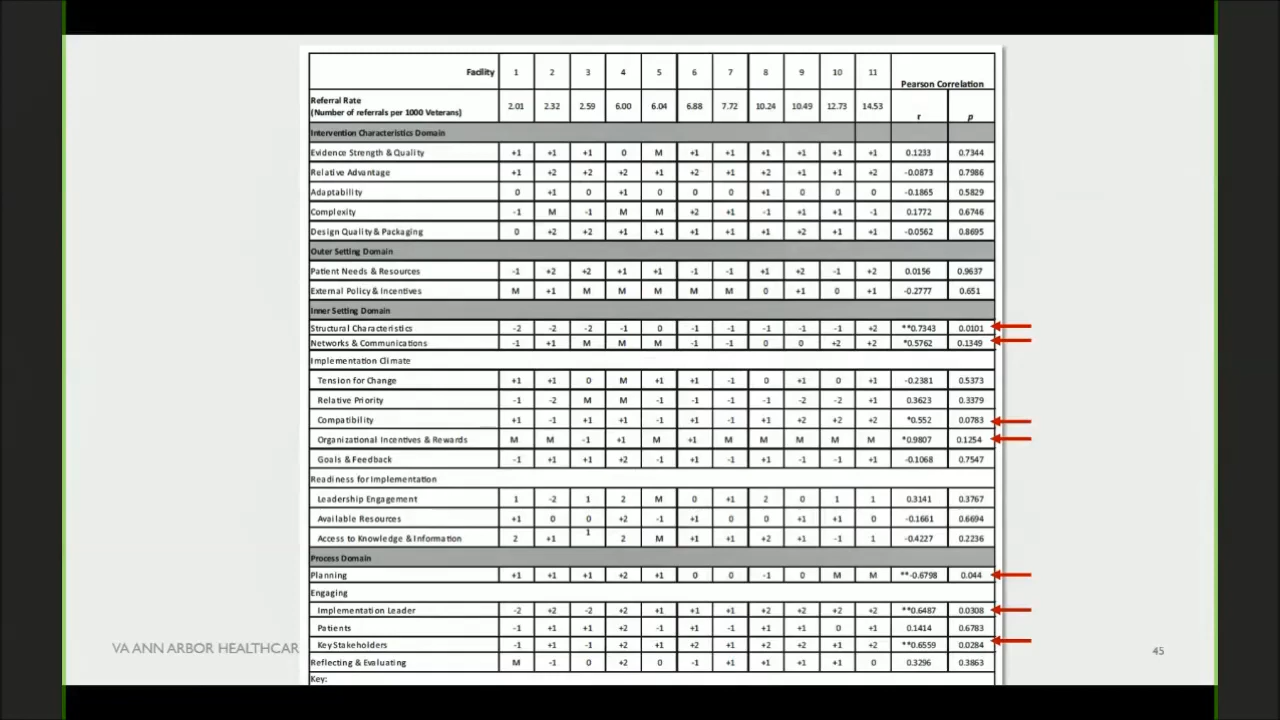 Facility 1 2 3 4 5 6 7 8 9 10 11 Pearson Correlation
Referral Rate
(Number of referrals per 1000 Veterans) 2.01 2.32 2.59 6.00 6.04 6.88 7.72 10.24 10.49 12.73 14.53 r p
Intervention Characteristics Domain
Evidence Strength & Quality +1 +1 +1 0 M +1 +1 +1 +1 +1 +1 0.1233 0.7344
Relative Advantage +1 +2 +2 +2 +1 +2 +1 +2 +1 +1 +2 -0.0873 0.7986
Adaptability 0 +1 0 +1 0 0 0 +1 0 0 0 -0.1865 0.5829
Complexity -1 M -1 M M +2 +1 -1 +1 +1 -1 0.1772 0.6746
Design Quality & Packaging 0 +2 +2 +1 +1 +1 +1 +1 +2 +1 +1 -0.0562 0.8695
Outer Setting Domain
Patient Needs & Resources -1 +2 +2 +1 +1 -1 -1 +1 +2 -1 +2 0.0156 0.9637
External Policy & Incentives M +1 M M M M M 0 +1 0 +1 -0.2777 0.651
Inner Setting Domain
Structural Characteristics -2 -2 -2 -1 0 -1 -1 -1 -1 -1 +2 **0.7343 0.0101
Networks & Communications -1 +1 M M M -1 -1 0 0 +2 +2 *0.5762 0.1349
Implementation Climate
Tension for Change +1 +1 0 M +1 +1 -1 0 +1 0 +1 -0.2381 0.5373
Relative Priority -1 -2 M M -1 -1 -1 -1 -2 -2 +1 0.3623 0.3379
Compatibility +1 -1 +1 +1 -1 +1 -1 +1 +2 +2 +2 *0.552 0.0783
Organizational Incentives & Rewards M M -1 +1 M +1 M M M M M *0.9807 0.1254
Goals & Feedback -1 +1 +1 +2 -1 +1 -1 +1 -1 -1 +1 -0.1068 0.7547
Readiness for Implementation
Leadership Engagement 1 -2 1 2 M 0 +1 2 0 1 1 0.3141 0.3767
Available Resources +1 0 0 +2 -1 +1 0 0 +1 +1 0 -0.1661 0.6694
Access to Knowledge & Information 2 +1 1 2 M +1 +1 +2 +1 -1 1 -0.4227 0.2236
Process Domain
Planning +1 +1 +1 +2 +1 0 0 -1 0 M M **-0.6798 0.044
Engaging
Implementation Leader -2 +2 -2 +2 +1 +1 +1 +2 +2 +2 +2 **0.6487 0.0308
Patients -1 +1 +1 +2 -1 +1 -1 +1 +1 0 +1 0.1414 0.6783
Key Stakeholders -1 +1 -1 +2 +1 +2 +1 +2 +2 +1 +2 **0.6559 0.0284
Reflecting & Evaluating M -1 0 +2 0 -1 +1 +1 +1 +1 0 0.3296 0.3863
Key:
VA ANN ARBOR HEALTHCAR
45